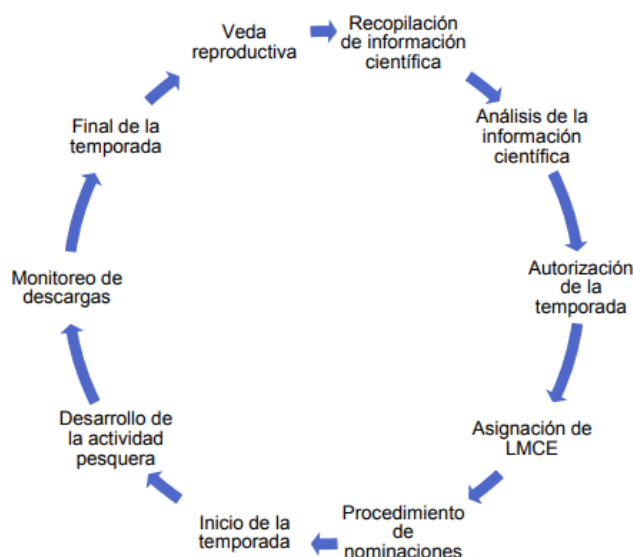 Veda
reproductiva
Recopilación
de información
científica
Análisis de la
información
científica
Autorización
de la
temporada
Asignación de
LMCE
Procedimiento
de
nominaciones
Inicio de la
temporada
Desarrollo de
la actividad
pesquera
Monitoreo de
descargas
Final de la
temporada